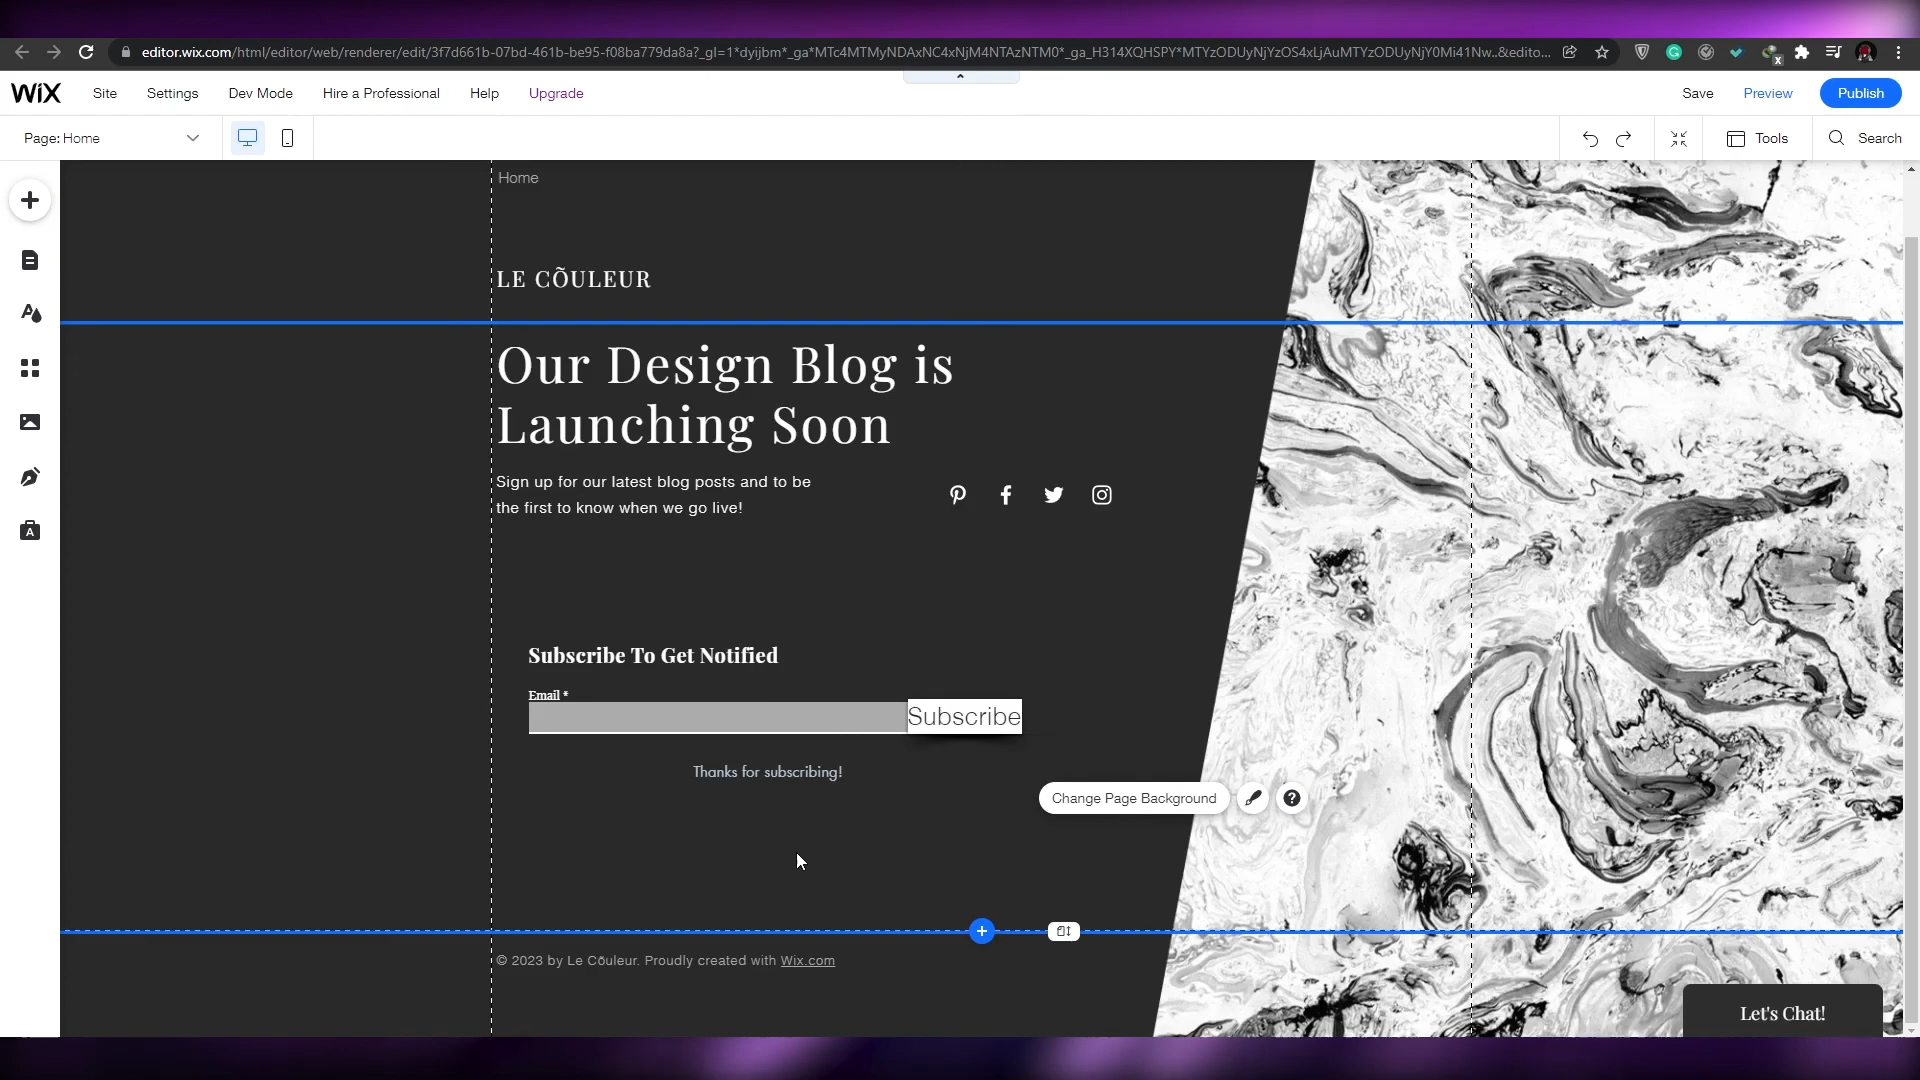 editor.wix.com/html/editor/web/renderer/edit/3f7d661b-07bd-461b-be95-f08ba779da8a?_gl=1*dyijbm*_ga*MTc4MTMyNDAxNC4xNjM4NTAzNTM0*_ga_H314XQHSPY*MTYzODUyNjYzOS4xLjAuMTYzODUyNjY0Mi41Nw..&edito...
WiX Site Settings Dev Mode Hire a Professional Help Upgrade Save Preview Publish
Page: Home Tools Search
Home
LE CÕULEUR
Our Design Blog is
Launching Soon
Sign up for our latest blog posts and to be
the first to know when we go live!
Subscribe To Get Notified
Email *
Subscribe
Thanks for subscribing!
Change Page Background
© 2023 by Le Cõuleur. Proudly created with Wix.com
Let's Chat!